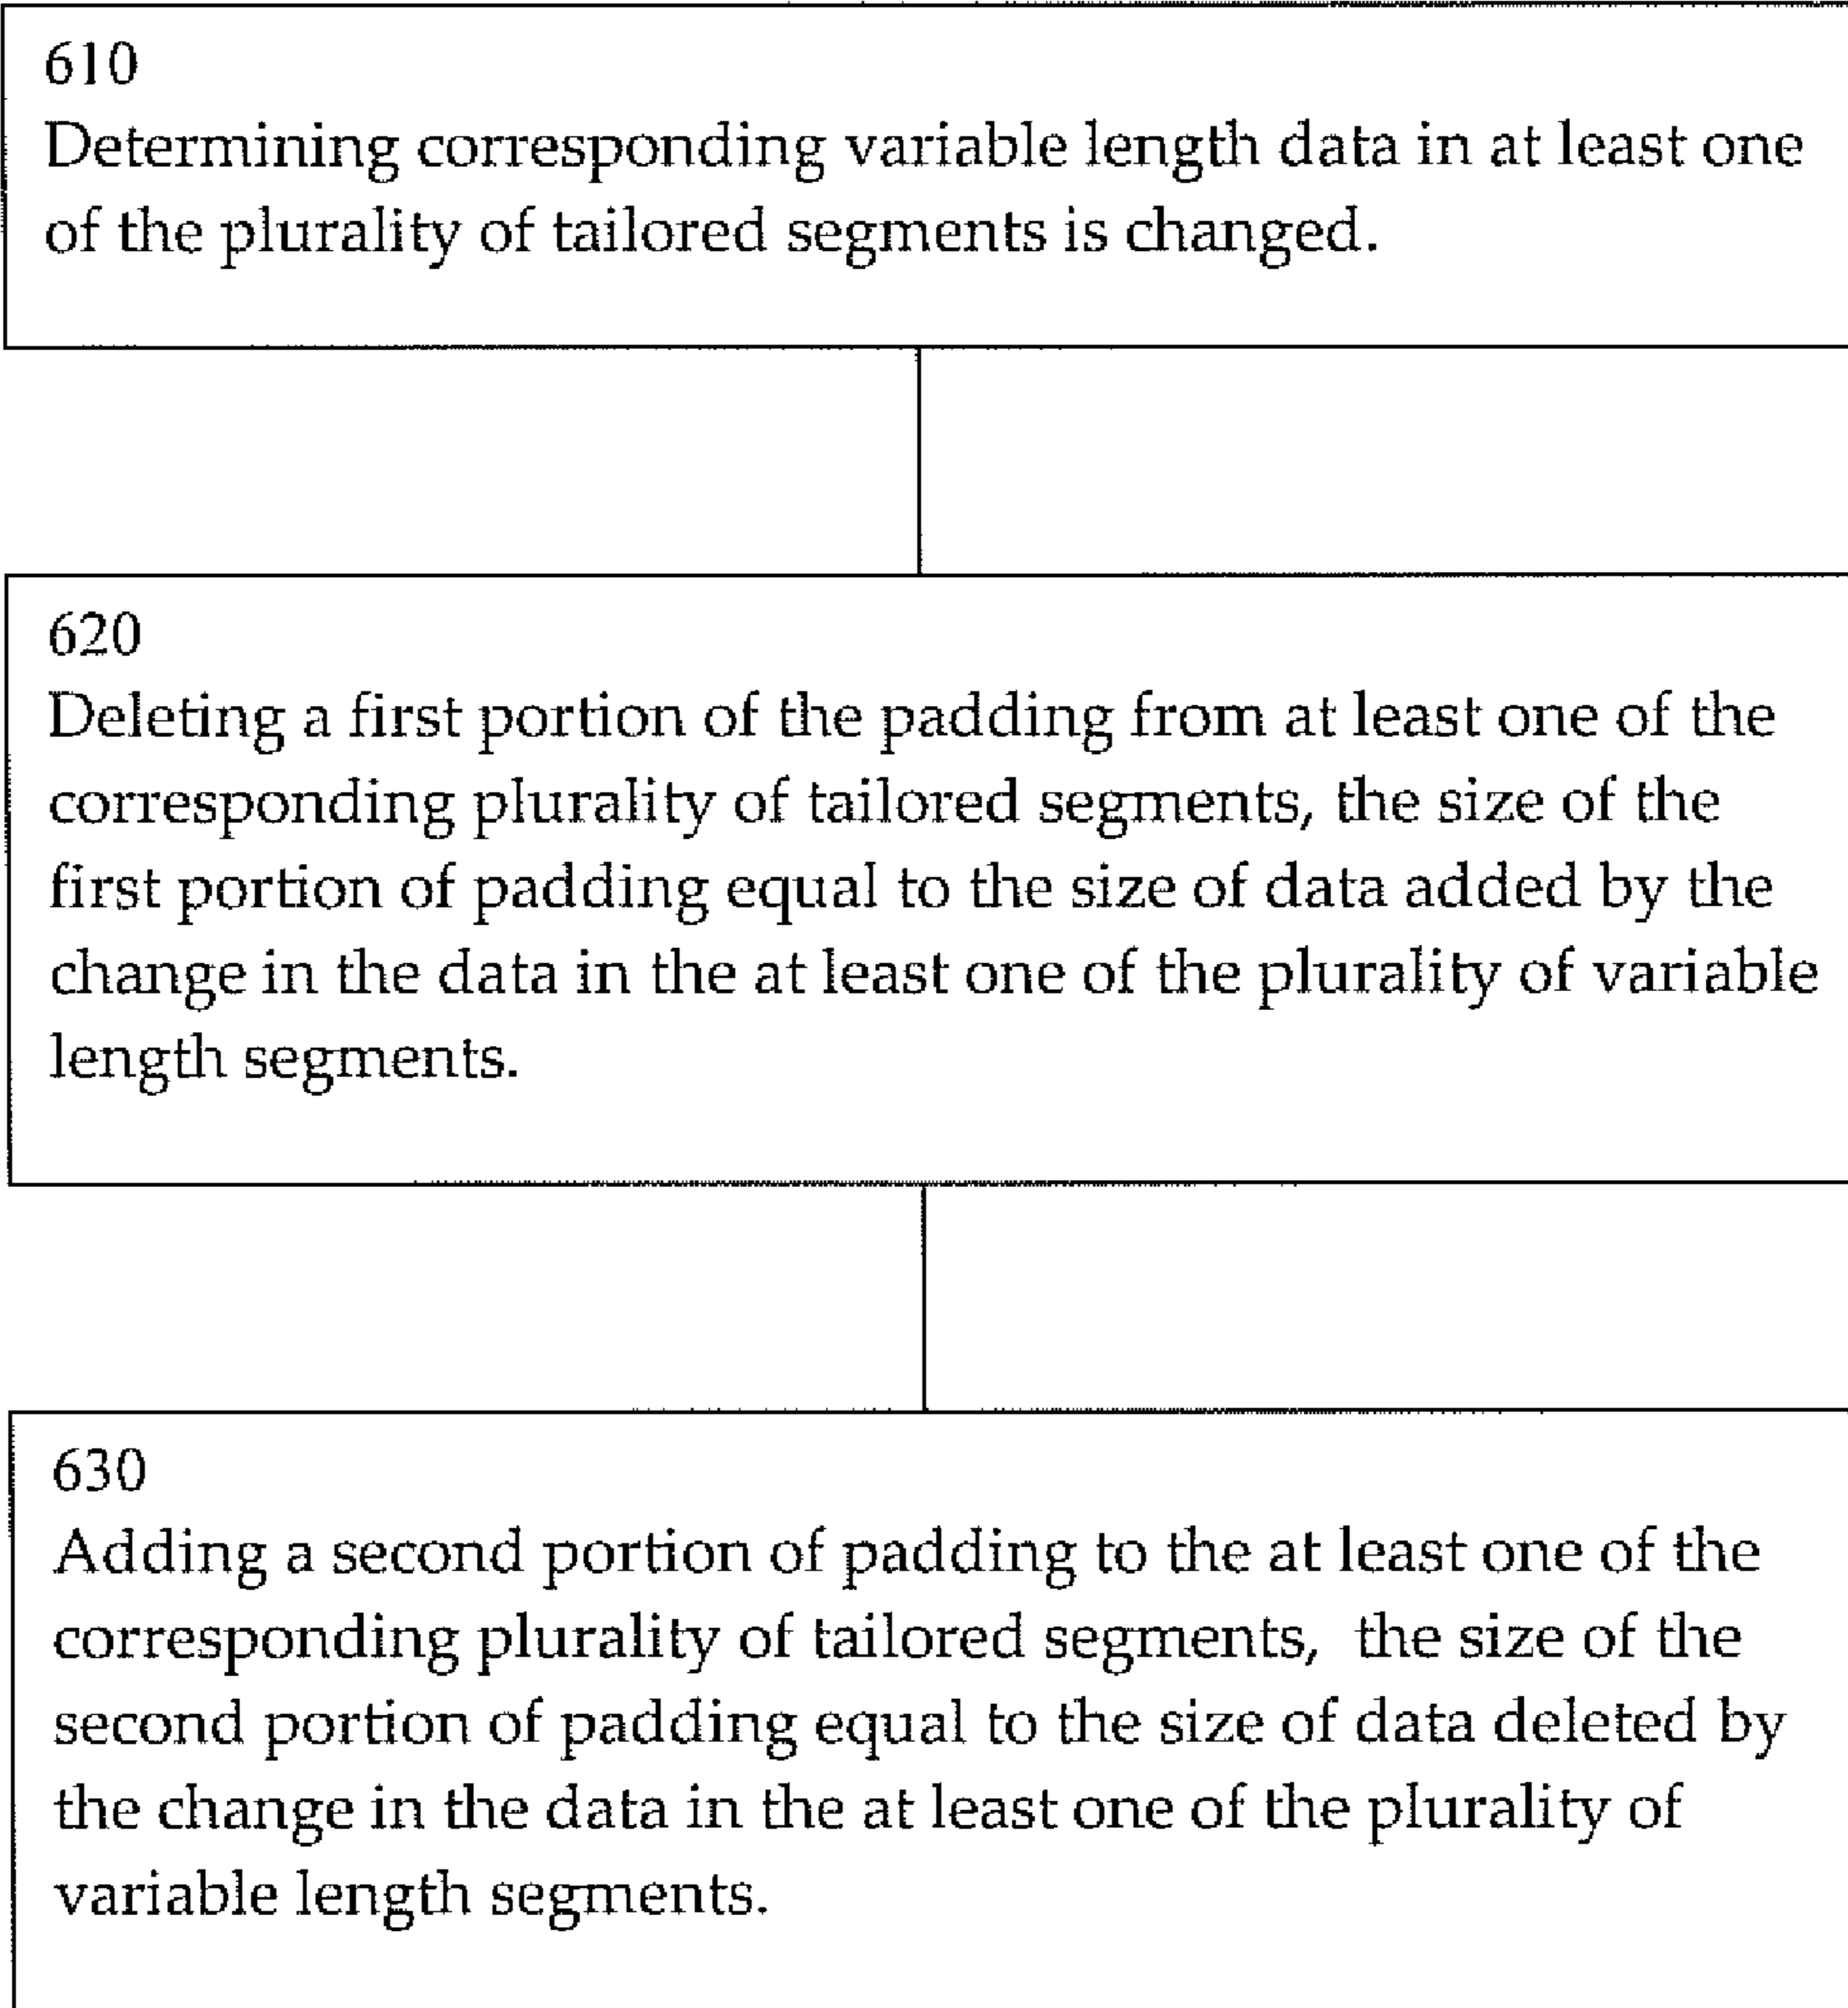 610
Determining corresponding variable length data in at least one
of the plurality of tailored segments is changed.
620
Deleting a first portion of the padding from at least one of the
corresponding plurality of tailored segments, the size of the
first portion of padding equal to the size of data added by the
change in the data in the at least one of the plurality of variable
length segments.
630
Adding a second portion of padding to the at least one of the
corresponding plurality of tailored segments, the size of the
second portion of padding equal to the size of data deleted by
the change in the data in the at least one of the plurality of
variable length segments.